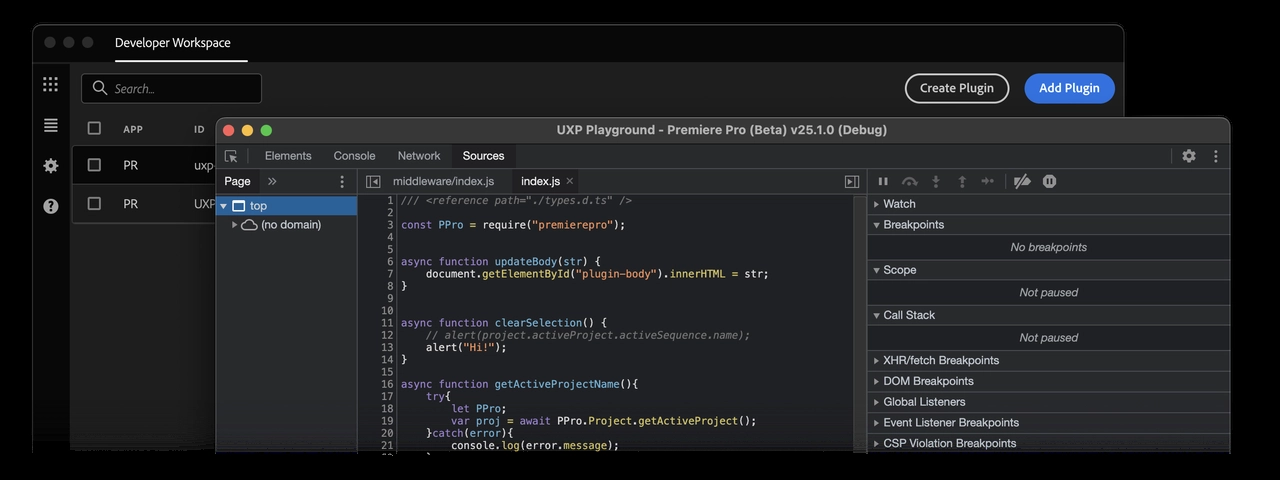 Developer Workspace
Search...
Create Plugin
Add Plugin
APP ID
PR uxp-
PR UXP
UXP Playground - Premiere Pro (Beta) v25.1.0 (Debug)
Elements Console Network Sources
Page » middleware/index.js index.js ×
top
(no domain)
1 /// <reference path="./types.d.ts" />
2
3 const PPro = require("premierepro");
4
5
6 async function updateBody(str) {
7 document.getElementById("plugin-body").innerHTML = str;
8 }
9
10
11 async function clearSelection() {
12 // alert(project.activeProject.activeSequence.name);
13 alert("Hi!");
14 }
15
16 async function getActiveProjectName(){
17 try{
18 let PPro;
19 var proj = await PPro.Project.getActiveProject();
20 }catch(error){
21 console.log(error.message);
Watch
Breakpoints
No breakpoints
Scope
Not paused
Call Stack
Not paused
XHR/fetch Breakpoints
DOM Breakpoints
Global Listeners
Event Listener Breakpoints
CSP Violation Breakpoints